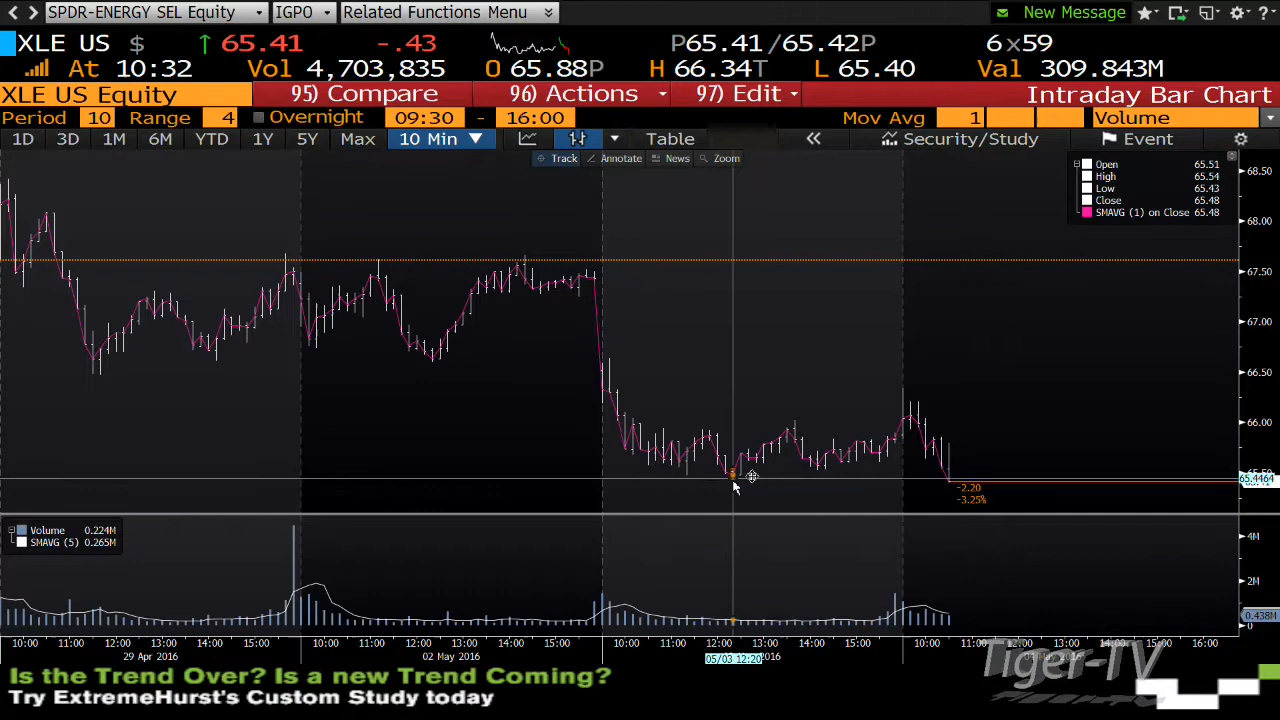 SPDR-ENERGY SEL Equity IGPO Related Functions Menu New Message
XLE US $ 65.41 -.43 P65.41/65.42P 6x59
At 10:32 Vol 4,703,835 O 65.88P H 66.34T L 65.40 Val 309.843M
XLE US Equity 95) Compare 96) Actions 97) Edit Intraday Bar Chart
Period 10 Range 4 Overnight 09:30 - 16:00 Mov Avg 1 Volume
1D 3D 1M 6M YTD 1Y 5Y Max 10 Min Table Security/Study Event
Track Annotate News Zoom
Open 65.51
High 65.54
Low 65.43
Close 65.48
SMAVG (1) on Close 65.48
68.50
68.00
67.50
67.00
66.50
66.00
65.4464
-2.20
-3.25%
Volume 0.224M
SMAVG (5) 0.265M
4M
2M
0.438M
0
10:00 11:00 12:00 13:00 14:00 15:00 10:00 11:00 12:00 13:00 14:00 15:00 10:00 11:00 12:00 13:00 14:00 15:00 10:00 11:00 12:00 13:00 14:00 15:00 16:00
29 Apr 2016 02 May 2016 05/03 12:20
Is the Trend Over? Is a new Trend Coming?
Try ExtremeHurst's Custom Study today
Tiger-TV